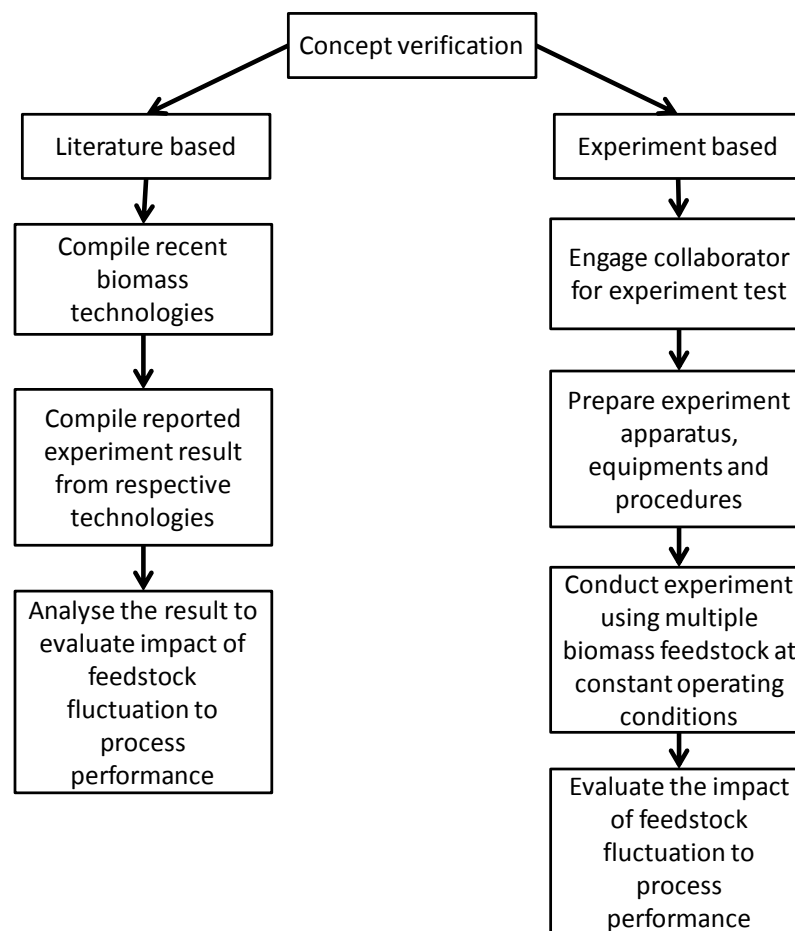 Concept verification
Literature based
Compile recent
biomass
technologies
Compile reported
experiment result
from respective
technologies
Analyse the result to
evaluate impact of
feedstock
fluctuation to
process
performance
Experiment based
Engage collaborator
for experiment test
Prepare experiment
apparatus,
equipments and
procedures
Conduct experiment
using multiple
biomass feedstock at
constant operating
conditions
Evaluate the impact
of feedstock
fluctuation to
process
performance